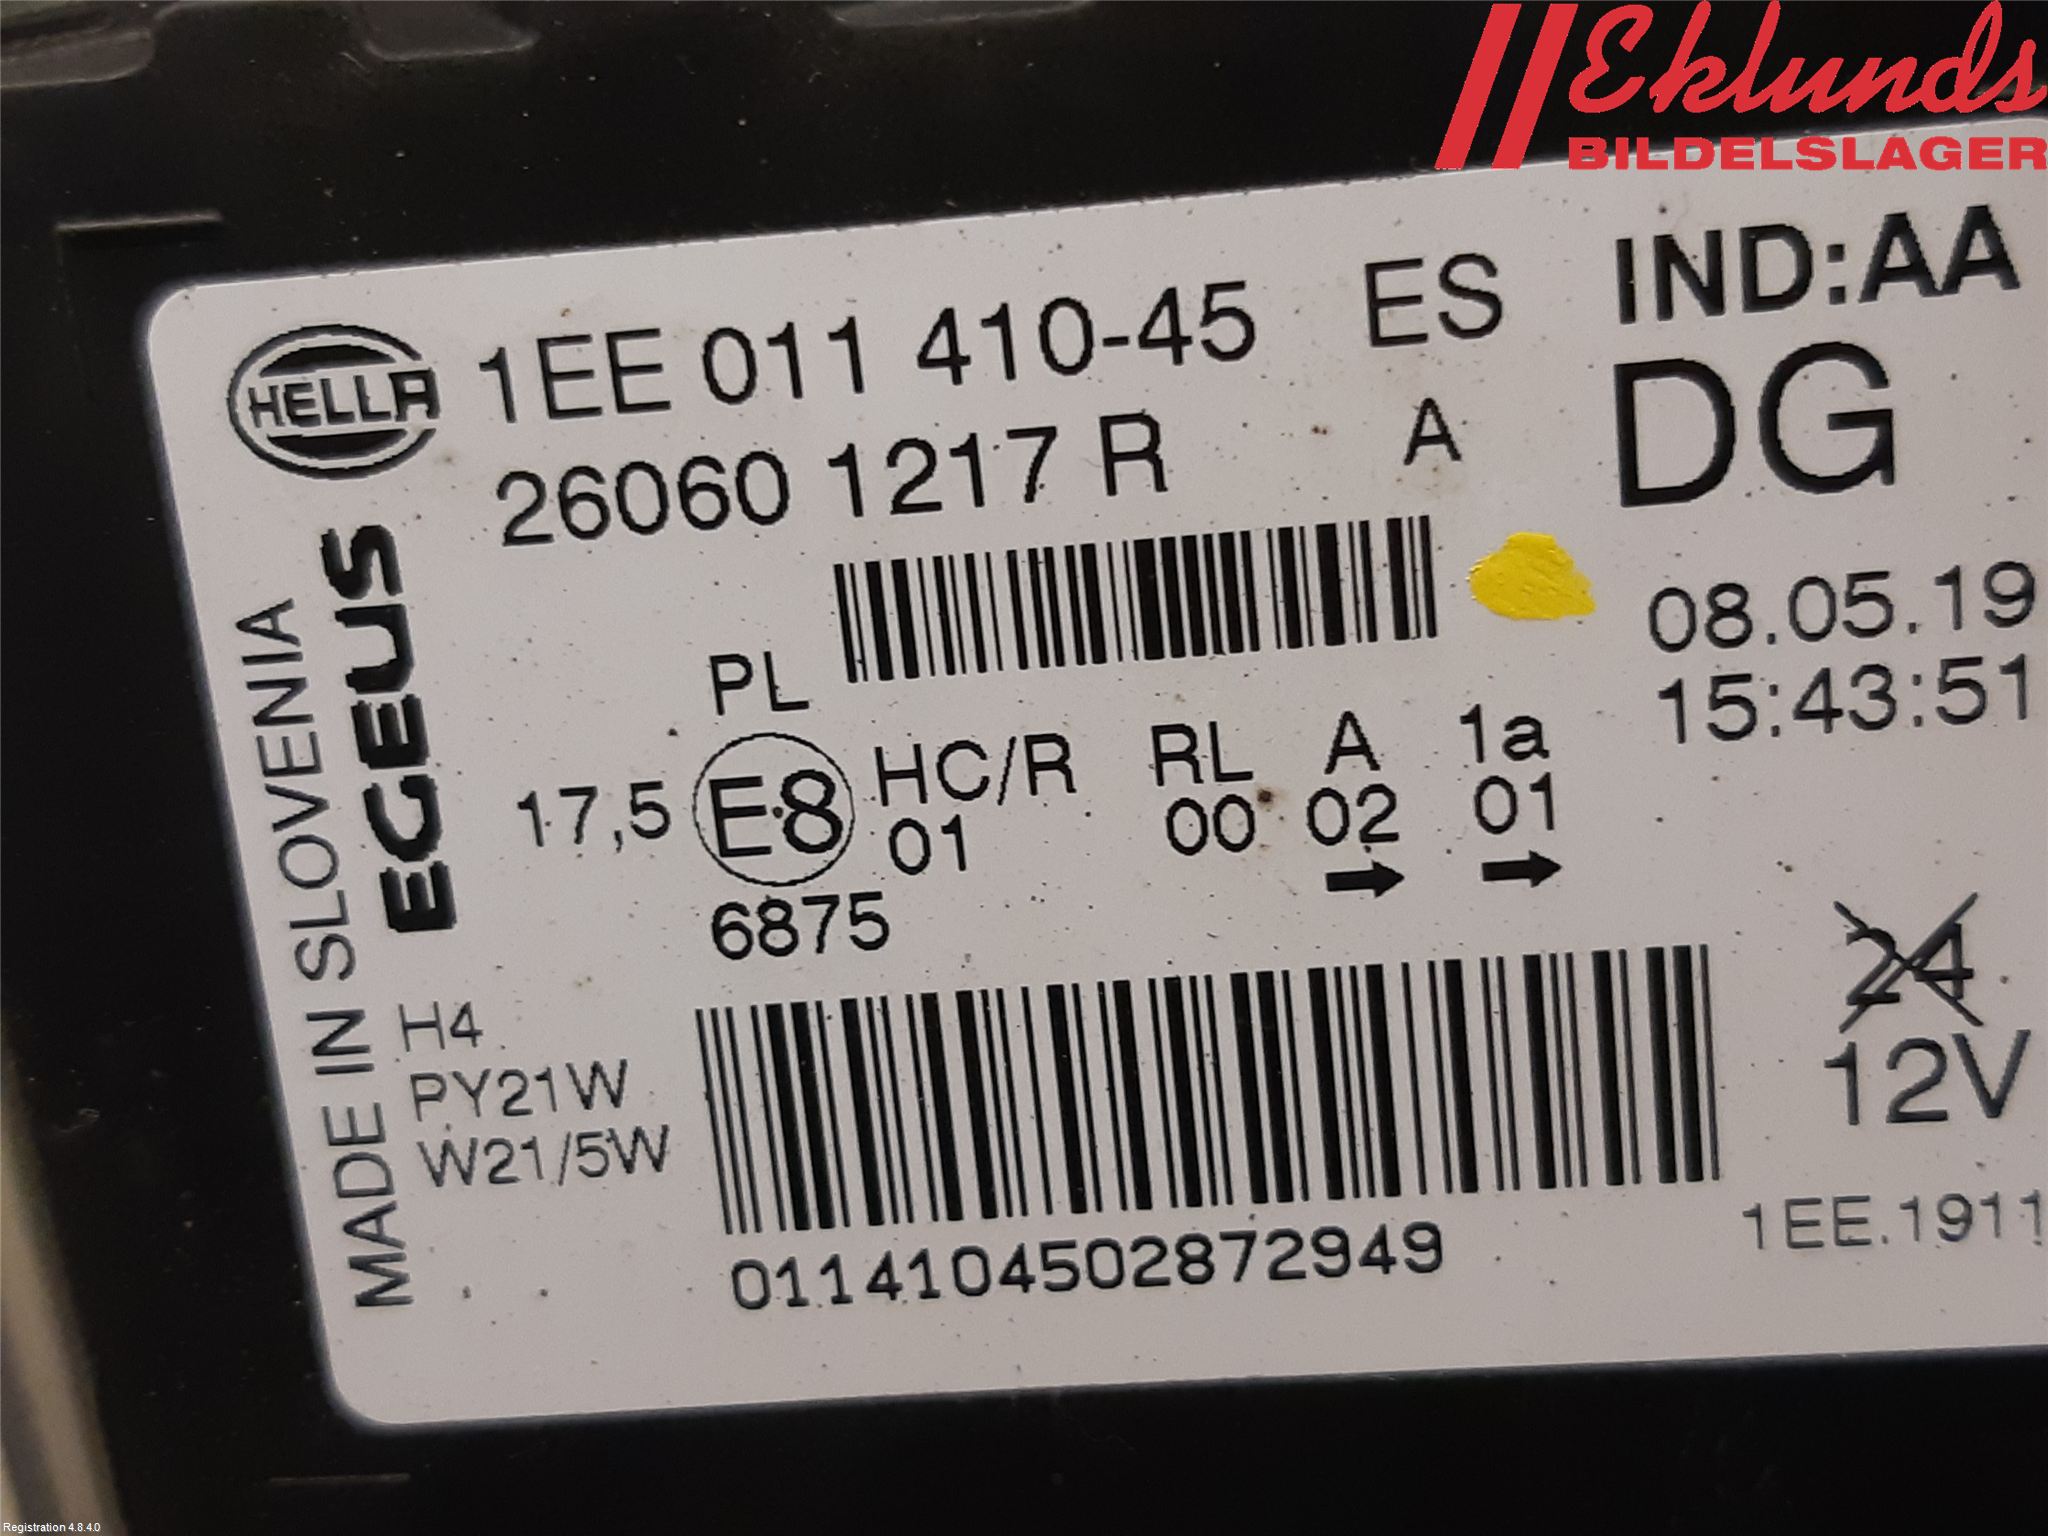 Eklunds
BILDELSLAGER
HELLA 1EE 011 410-45 ES IND:AA
26060 1217 R A DG
MADE IN SLOVENIA
ECEUS
08.05.19
15:43:51
PL
17,5 E8 HC/R RL A 1a
01 00 02 01
6875
H4
PY21W
W21/5W
24
12V
01141045028729​49
1EE.1911
Registration 4.8.4.0